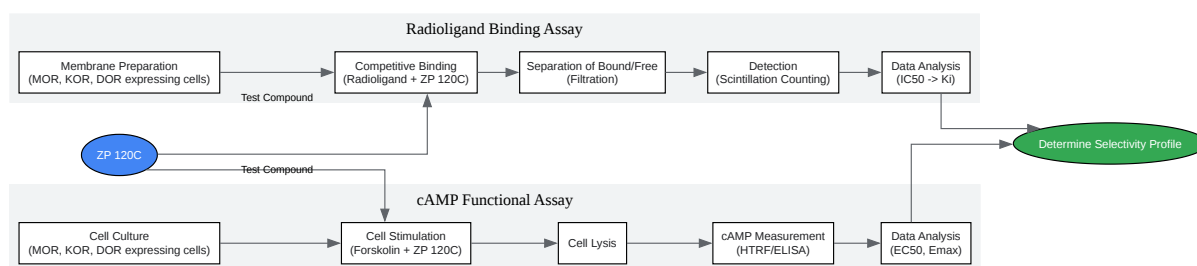 Radioligand Binding Assay
Membrane Preparation
(MOR, KOR, DOR expressing cells)
Competitive Binding
(Radioligand + ZP 120C)
Separation of Bound/Free
(Filtration)
Detection
(Scintillation Counting)
Data Analysis
(IC50 -> Ki)
Test Compound
ZP 120C
Determine Selectivity Profile
Test Compound
cAMP Functional Assay
Cell Culture
(MOR, KOR, DOR expressing cells)
Cell Stimulation
(Forskolin + ZP 120C)
Cell Lysis
cAMP Measurement
(HTRF/ELISA)
Data Analysis
(EC50, Emax)